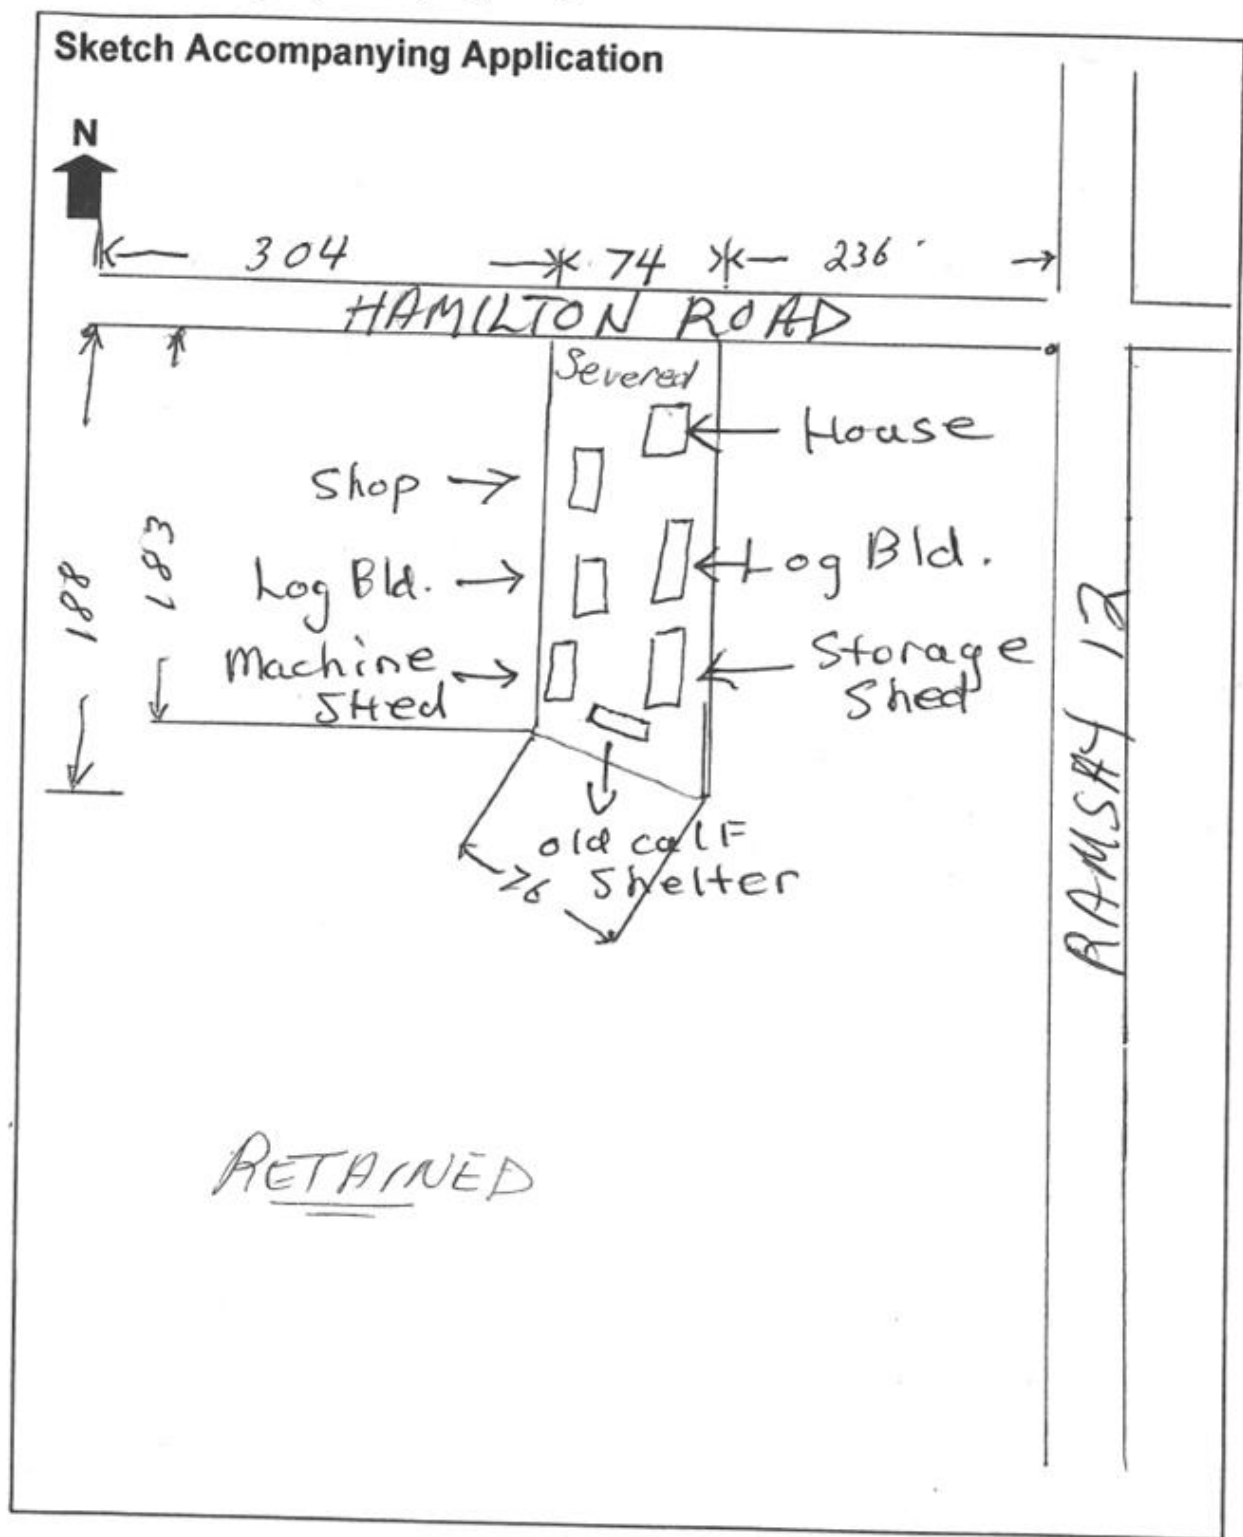 Sketch Accompanying Application
N
304 74 236
HAMILTON ROAD
Severed
House
Shop
Log Bld.
Log Bld.
188
183
Machine
SHed
Storage
Shed
RAMSAY 12
old calF
Shelter
76
RETAINED